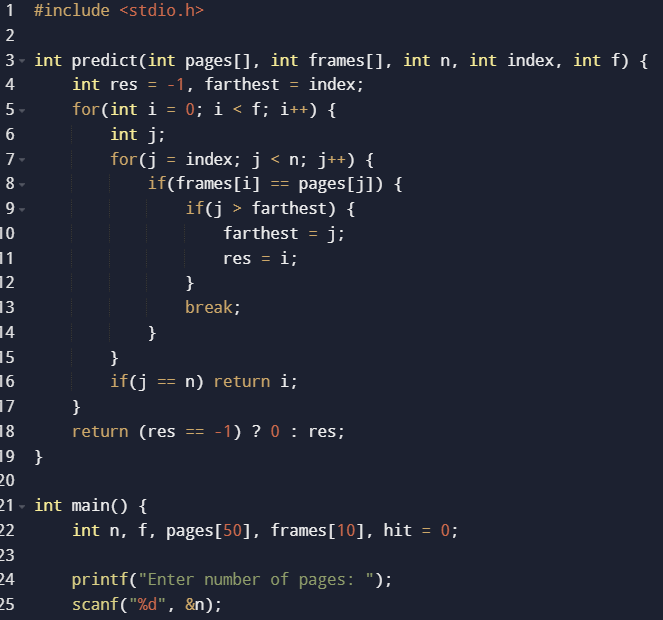 1 #include <stdio.h>
2
3 int predict(int pages[], int frames[], int n, int index, int f) {
4     int res = -1, farthest = index;
5     for(int i = 0; i < f; i++) {
6         int j;
7         for(j = index; j < n; j++) {
8             if(frames[i] == pages[j]) {
9                 if(j > farthest) {
10                     farthest = j;
11                     res = i;
12                 }
13                 break;
14             }
15         }
16         if(j == n) return i;
17     }
18     return (res == -1) ? 0 : res;
19 }
20
21 int main() {
22     int n, f, pages[50], frames[10], hit = 0;
23
24     printf("Enter number of pages: ");
25     scanf("%d", &n);